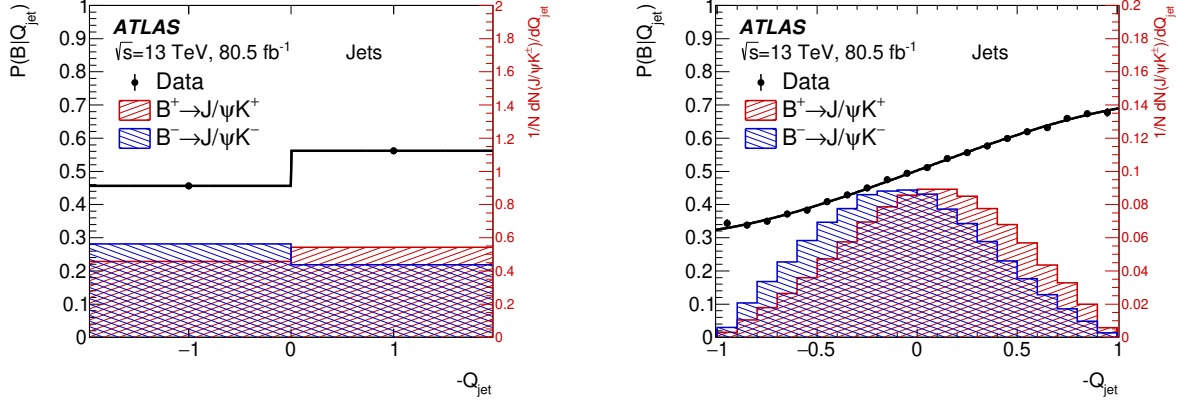 P(B|Q_jet)
1
0.9
0.8
0.7
0.6
0.5
0.4
0.3
0.2
0.1
0
ATLAS
√s=13 TeV, 80.5 fb⁻¹ Jets
Data
B⁺→J/ψK⁺
B⁻→J/ψK⁻
2
1.8
1.6
1.4
1.2
1
0.8
0.6
0.4
0.2
0
1/N dN(J/ψK±)/dQ_jet
−1 0 1
-Q_jet
P(B|Q_jet)
1
0.9
0.8
0.7
0.6
0.5
0.4
0.3
0.2
0.1
0
ATLAS
√s=13 TeV, 80.5 fb⁻¹ Jets
Data
B⁺→J/ψK⁺
B⁻→J/ψK⁻
0.2
0.18
0.16
0.14
0.12
0.1
0.08
0.06
0.04
0.02
0
1/N dN(J/ψK±)/dQ_jet
−1 −0.5 0 0.5 1
-Q_jet